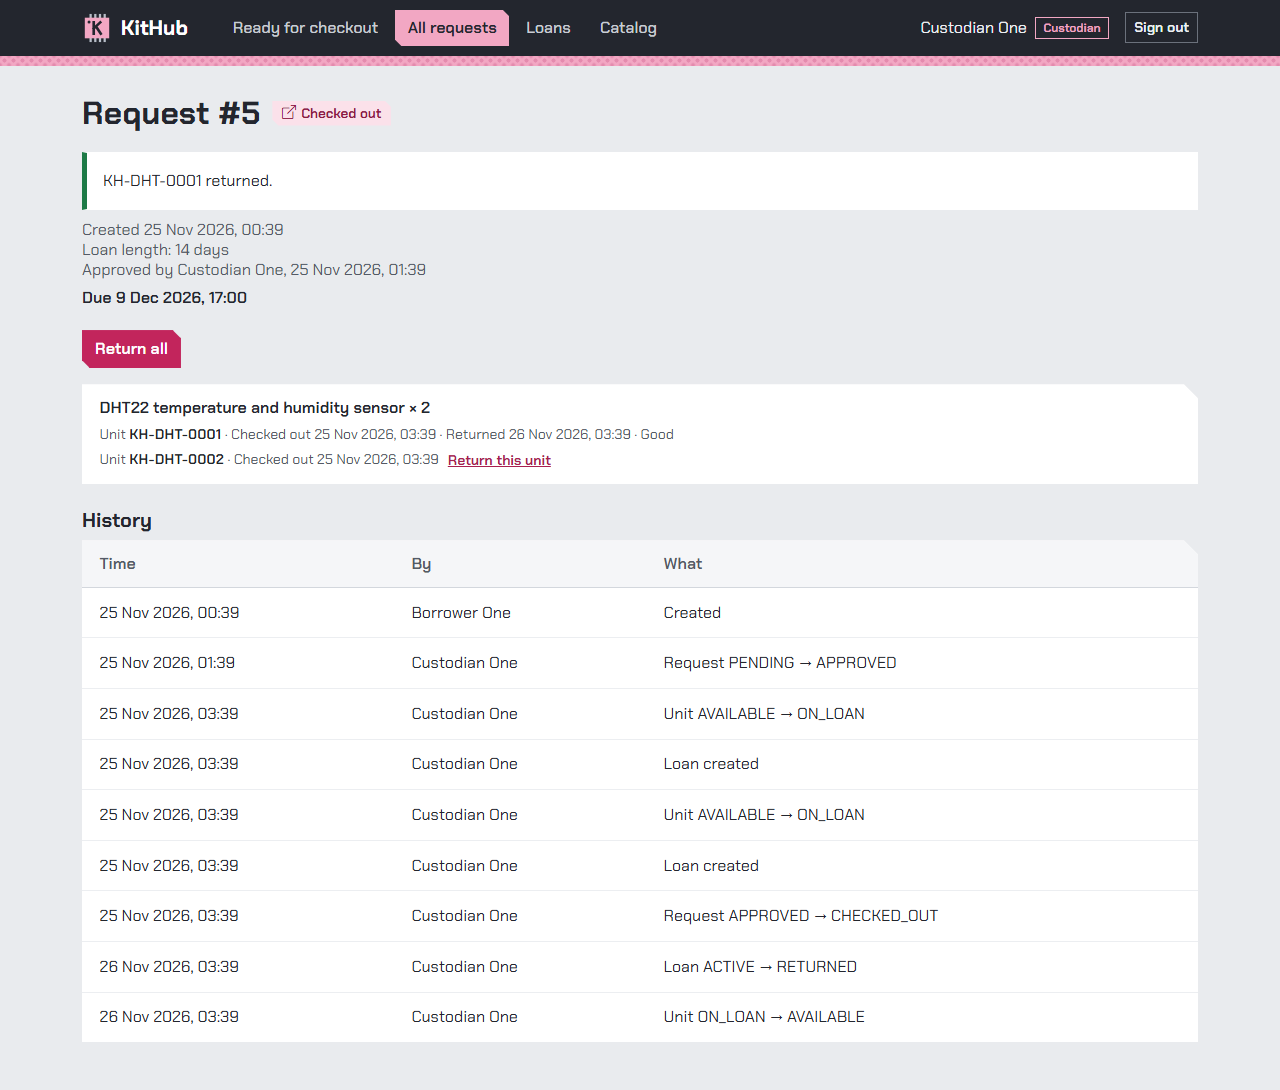 KitHub Ready for checkout All requests Loans Catalog Custodian One Custodian Sign out
Request #5 Checked out
KH-DHT-0001 returned.
Created 25 Nov 2026, 00:39
Loan length: 14 days
Approved by Custodian One, 25 Nov 2026, 01:39
Due 9 Dec 2026, 17:00
Return all
DHT22 temperature and humidity sensor × 2
Unit KH-DHT-0001 · Checked out 25 Nov 2026, 03:39 · Returned 26 Nov 2026, 03:39 · Good
Unit KH-DHT-0002 · Checked out 25 Nov 2026, 03:39 Return this unit
History
Time By What
25 Nov 2026, 00:39 Borrower One Created
25 Nov 2026, 01:39 Custodian One Request PENDING → APPROVED
25 Nov 2026, 03:39 Custodian One Unit AVAILABLE → ON_LOAN
25 Nov 2026, 03:39 Custodian One Loan created
25 Nov 2026, 03:39 Custodian One Unit AVAILABLE → ON_LOAN
25 Nov 2026, 03:39 Custodian One Loan created
25 Nov 2026, 03:39 Custodian One Request APPROVED → CHECKED_OUT
26 Nov 2026, 03:39 Custodian One Loan ACTIVE → RETURNED
26 Nov 2026, 03:39 Custodian One Unit ON_LOAN → AVAILABLE